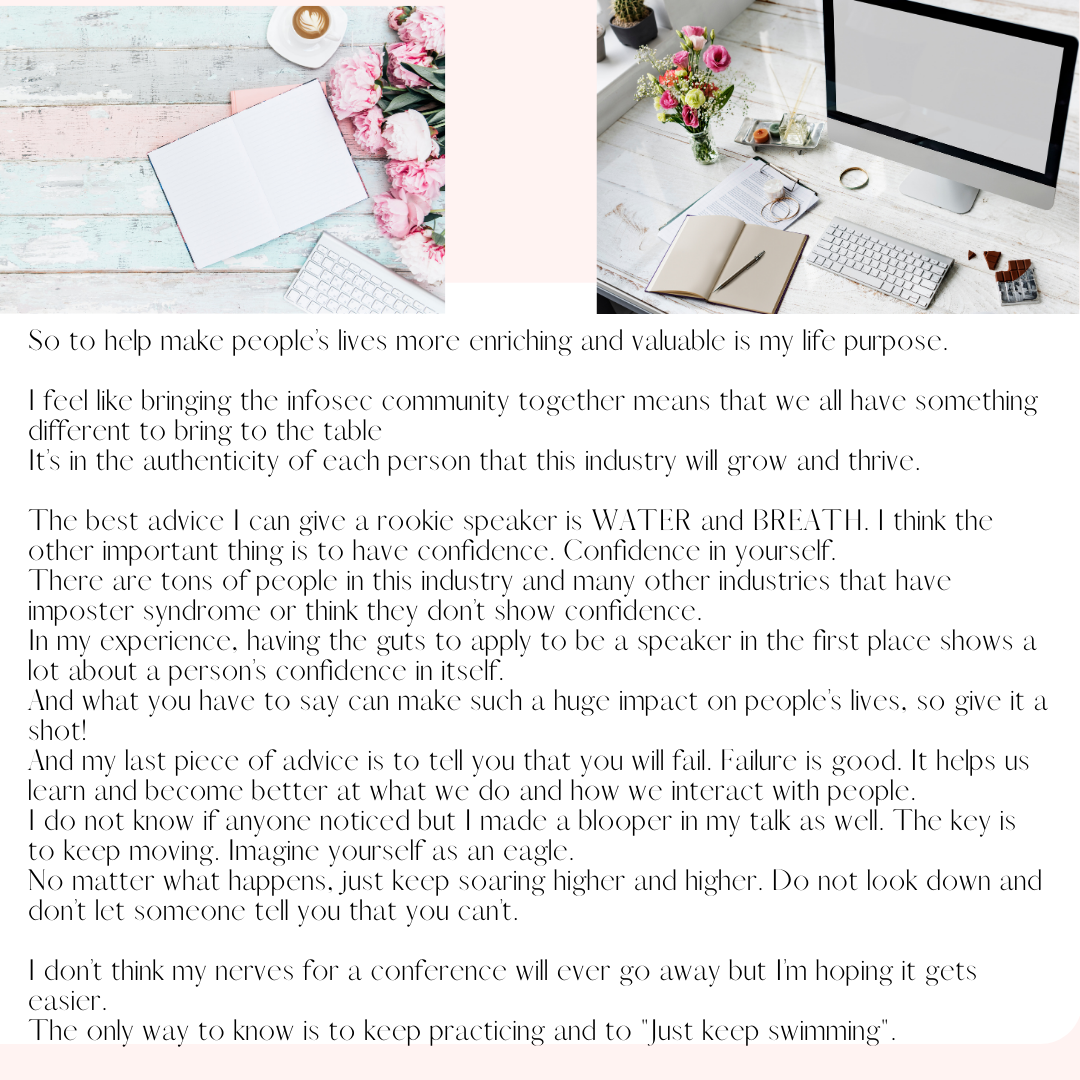 So to help make people's lives more enriching and valuable is my life purpose.
I feel like bringing the infosec community together means that we all have something
different to bring to the table
It's in the authenticity of each person that this industry will grow and thrive.
The best advice I can give a rookie speaker is WATER and BREATH. I think the
other important thing is to have confidence. Confidence in yourself.
There are tons of people in this industry and many other industries that have
imposter syndrome or think they don't show confidence.
In my experience, having the guts to apply to be a speaker in the first place shows a
lot about a person's confidence in itself.
And what you have to say can make such a huge impact on people's lives, so give it a
shot!
And my last piece of advice is to tell you that you will fail. Failure is good. It helps us
learn and become better at what we do and how we interact with people.
I do not know if anyone noticed but I made a blooper in my talk as well. The key is
to keep moving. Imagine yourself as an eagle.
No matter what happens, just keep soaring higher and higher. Do not look down and
don't let someone tell you that you can't.
I don't think my nerves for a conference will ever go away but I'm hoping it gets
easier.
The only way to know is to keep practicing and to "Just keep swimming".